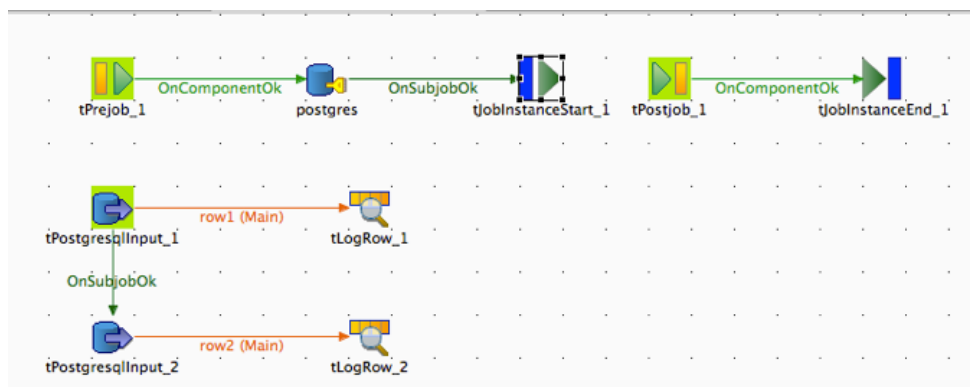 OnComponentOk
OnSubjobOk
OnComponentOk
tPrejob_1
postgres
tJobInstanceStart_1
tPostjob_1
tJobInstanceEnd_1
row1 (Main)
tPostgresqlInput_1
tLogRow_1
OnSubjobOk
row2 (Main)
tPostgresqlInput_2
tLogRow_2